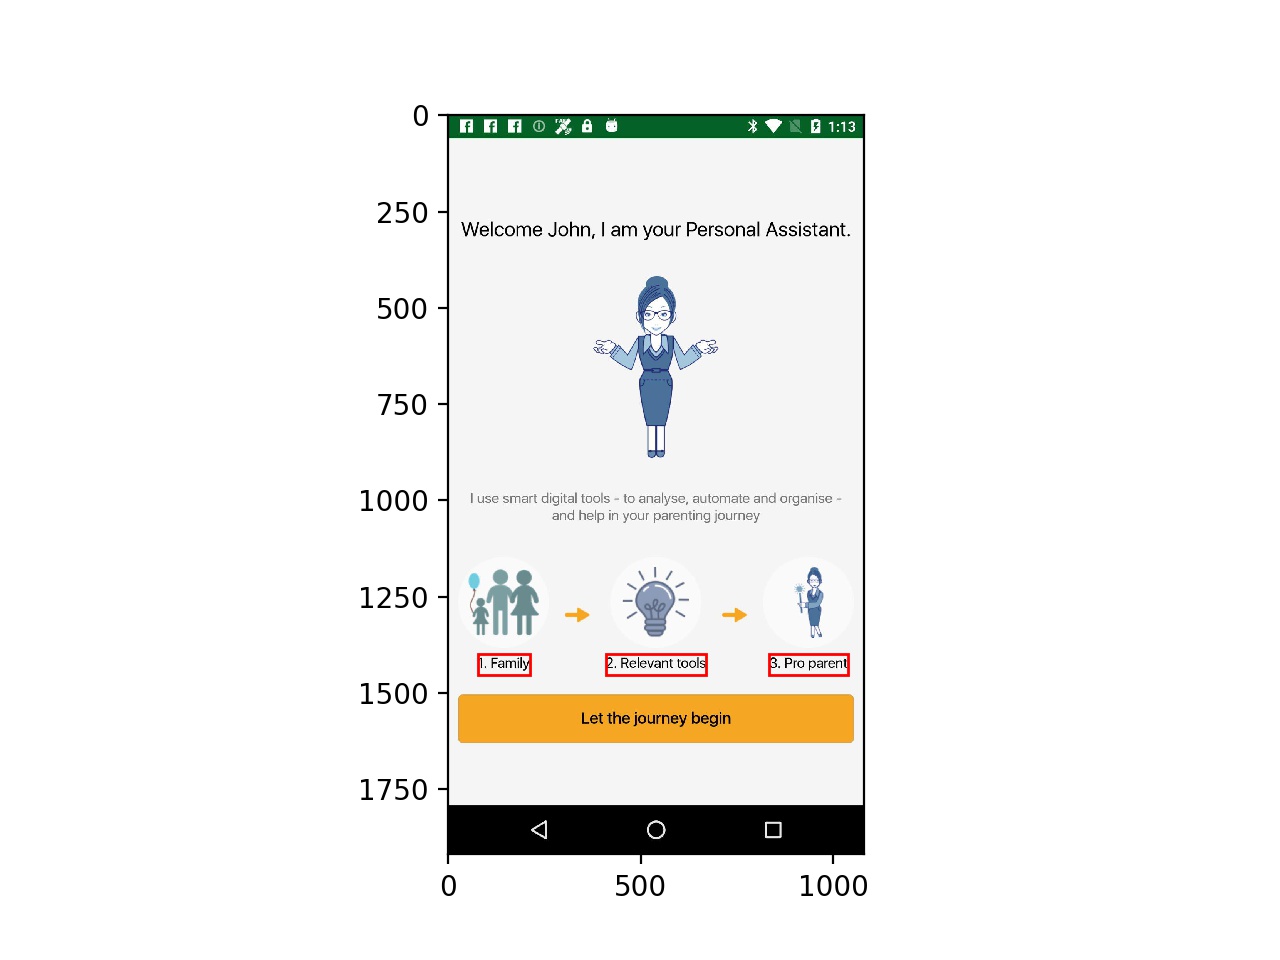 0
250
500
750
1000
1250
1500
1750
0 500 1000
1:13
Welcome John, I am your Personal Assistant.
I use smart digital tools - to analyse, automate and organise -
and help in your parenting journey
1. Family 2. Relevant tools 3. Pro parent
Let the journey begin